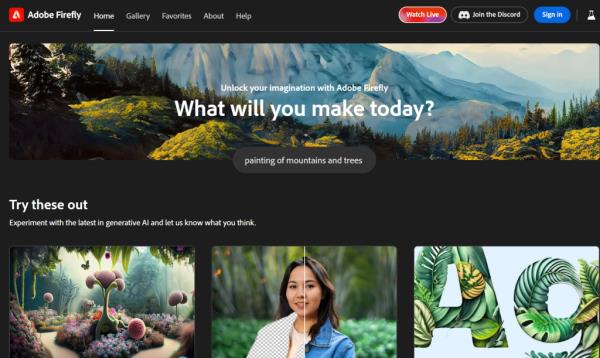 Adobe Firefly Home Gallery Favorites About Help Watch Live Join the Discord Sign in
Unlock your imagination with Adobe Firefly
What will you make today?
painting of mountains and trees
Try these out
Experiment with the latest in generative AI and let us know what you think.
Ag